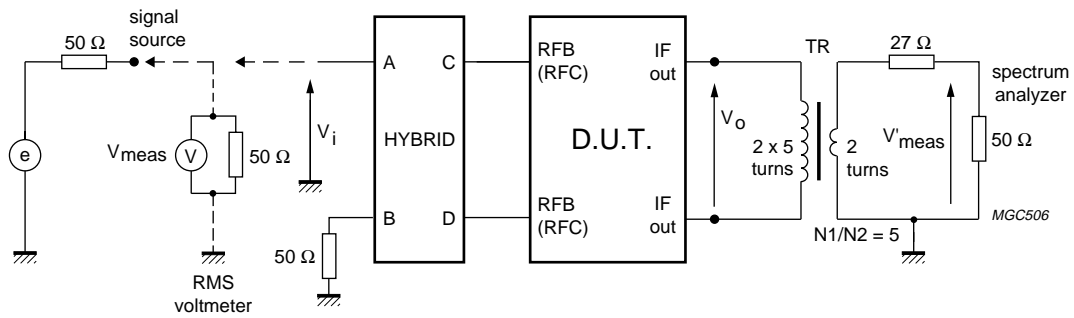 signal
source
50 Ω
e
Vmeas
V
50 Ω
RMS
voltmeter
Vi
50 Ω
A
C
HYBRID
B
D
RFB
(RFC)
IF
out
D.U.T.
RFB
(RFC)
IF
out
Vo
TR
2 x 5
turns
2
turns
N1/N2 = 5
27 Ω
V'meas
spectrum
analyzer
50 Ω
MGC506